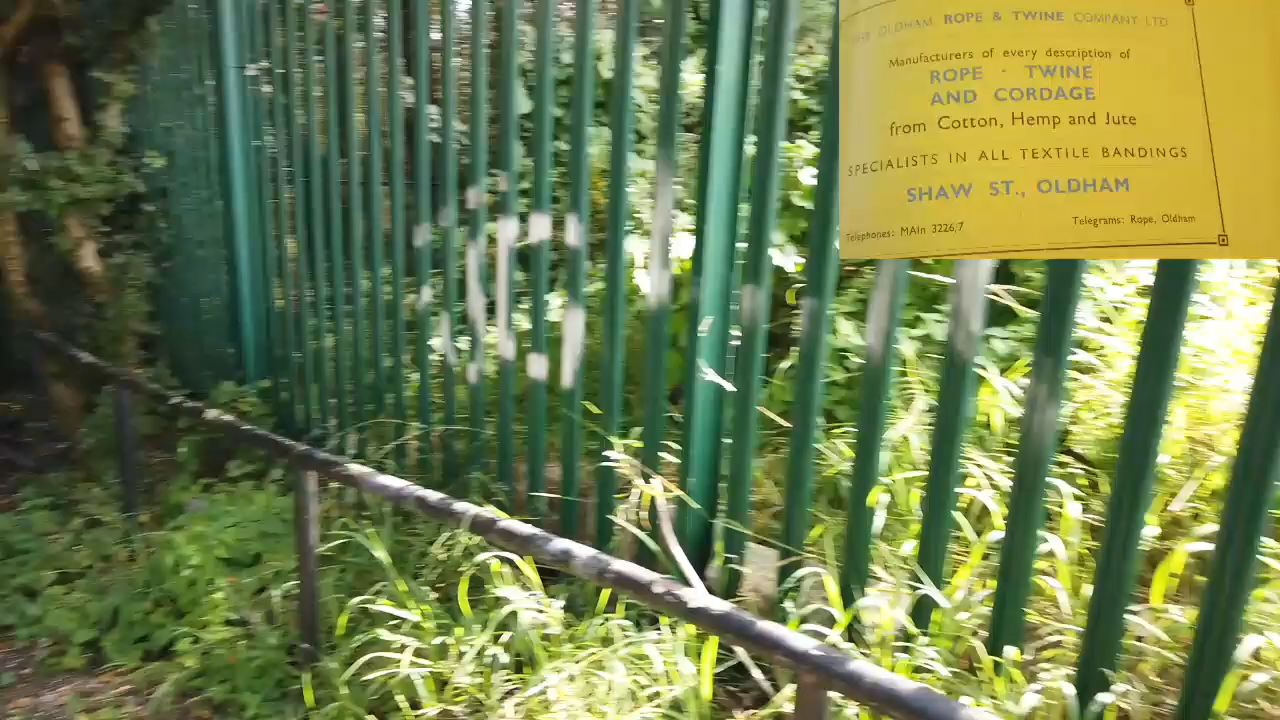 THE OLDHAM ROPE & TWINE COMPANY LTD
Manufacturers of every description of
ROPE · TWINE
AND CORDAGE
from Cotton, Hemp and Jute
SPECIALISTS IN ALL TEXTILE BANDINGS
SHAW ST., OLDHAM
Telephones: MAIn 3226/7
Telegrams: Rope, Oldham